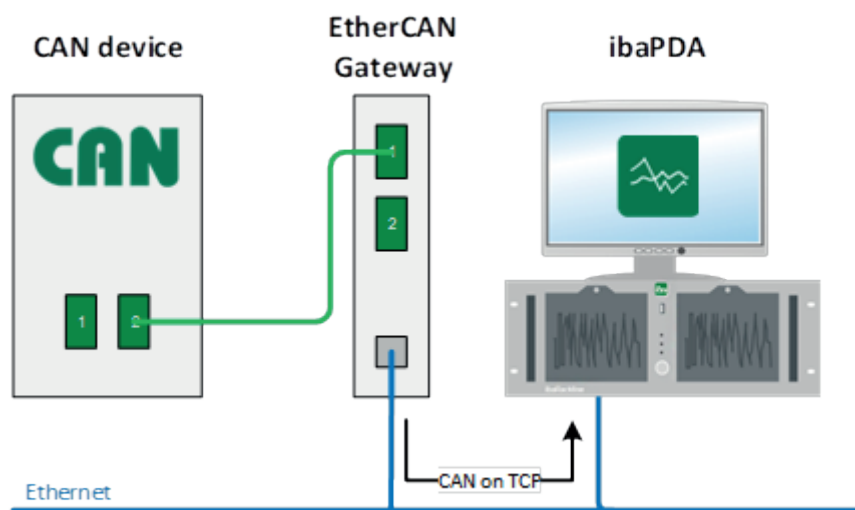 CAN device
EtherCAN
Gateway
ibaPDA
CAN
1
2
1
2
CAN on TCP
Ethernet